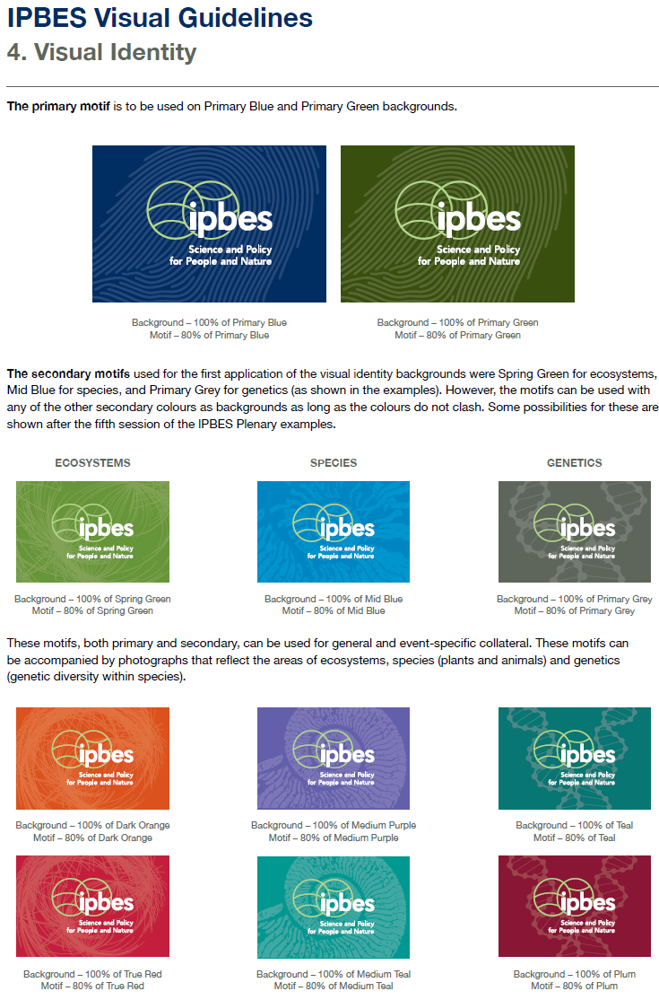 IPBES Visual Guidelines
4. Visual Identity
The primary motif is to be used on Primary Blue and Primary Green backgrounds.
ipbes
Science and Policy
for People and Nature
ipbes
Science and Policy
for People and Nature
Background – 100% of Primary Blue
Motif – 80% of Primary Blue
Background – 100% of Primary Green
Motif – 80% of Primary Green
The secondary motifs used for the first application of the visual identity backgrounds were Spring Green for ecosystems,
Mid Blue for species, and Primary Grey for genetics (as shown in the examples). However, the motifs can be used with
any of the other secondary colours as backgrounds as long as the colours do not clash. Some possibilities for these are
shown after the fifth session of the IPBES Plenary examples.
ECOSYSTEMS
SPECIES
GENETICS
ipbes
Science and Policy
for People and Nature
ipbes
Science and Policy
for People and Nature
ipbes
Science and Policy
for People and Nature
Background – 100% of Spring Green
Motif – 80% of Spring Green
Background – 100% of Mid Blue
Motif – 80% of Mid Blue
Background – 100% of Primary Grey
Motif – 80% of Primary Grey
These motifs, both primary and secondary, can be used for general and event-specific collateral. These motifs can
be accompanied by photographs that reflect the areas of ecosystems, species (plants and animals) and genetics
(genetic diversity within species).
ipbes
Science and Policy
for People and Nature
ipbes
Science and Policy
for People and Nature
ipbes
Science and Policy
for People and Nature
Background – 100% of Dark Orange
Motif – 80% of Dark Orange
Background – 100% of Medium Purple
Motif – 80% of Medium Purple
Background – 100% of Teal
Motif – 80% of Teal
ipbes
Science and Policy
for People and Nature
ipbes
Science and Policy
for People and Nature
ipbes
Science and Policy
for People and Nature
Background – 100% of True Red
Motif – 80% of True Red
Background – 100% of Medium Teal
Motif – 80% of Medium Teal
Background – 100% of Plum
Motif – 80% of Plum